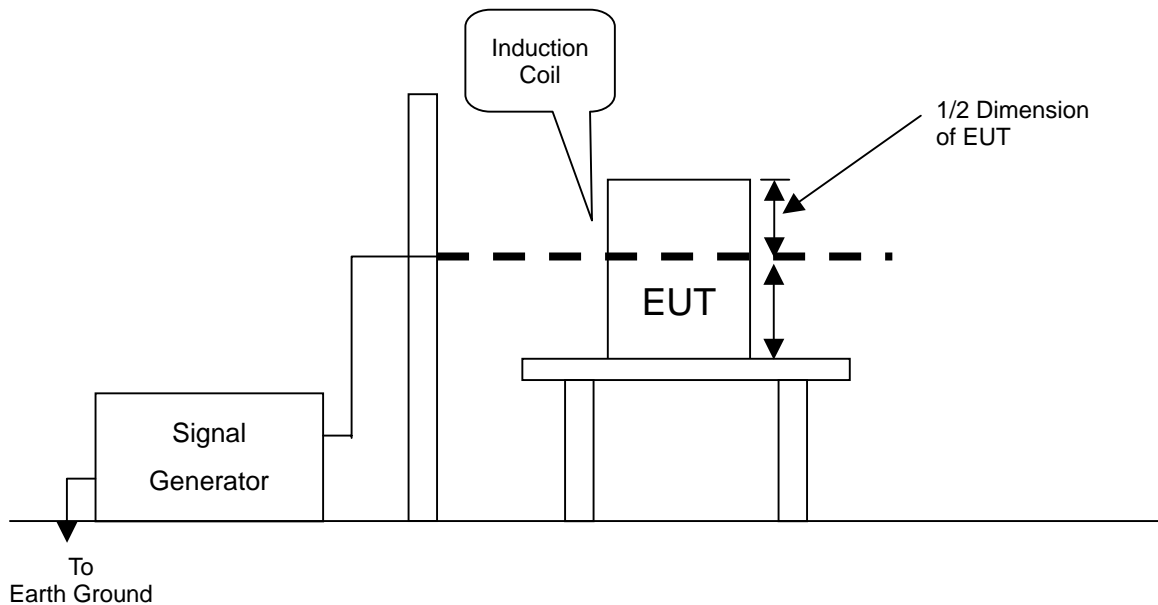 Induction
Coil
1/2 Dimension
of EUT
EUT
Signal
Generator
To
Earth Ground